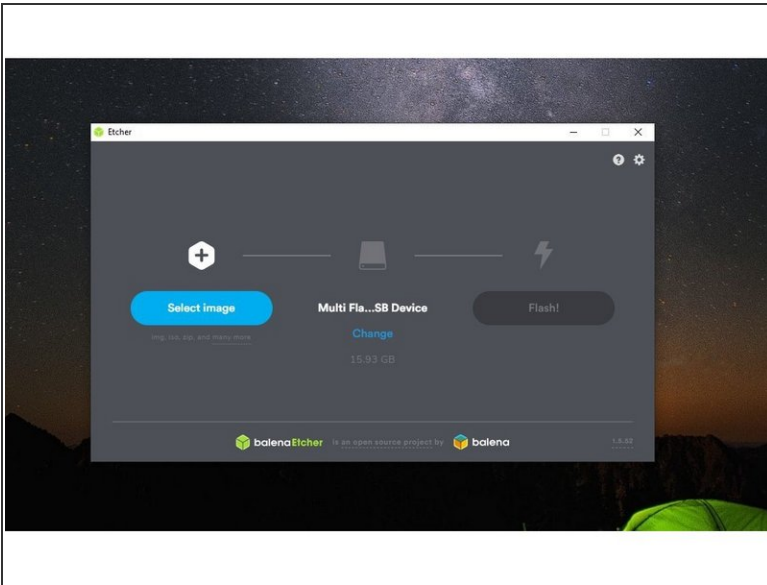 Etcher
Select image
Multi Fla...SB Device
Flash!
img, iso, zip, and many more
Change
15.93 GB
balenaEtcher is an open source project by balena